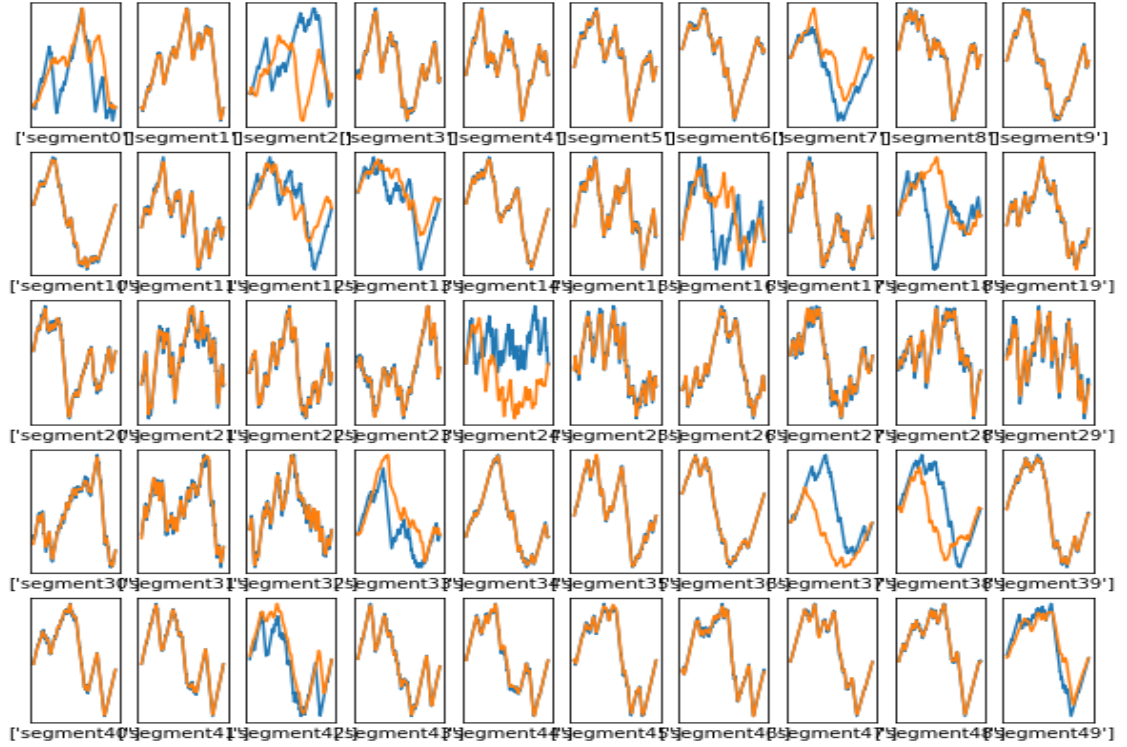 ['segment0'] ['segment1'] ['segment2'] ['segment3'] ['segment4'] ['segment5'] ['segment6'] ['segment7'] ['segment8'] ['segment9']
['segment10'] ['segment11'] ['segment12'] ['segment13'] ['segment14'] ['segment15'] ['segment16'] ['segment17'] ['segment18'] ['segment19']
['segment20'] ['segment21'] ['segment22'] ['segment23'] ['segment24'] ['segment25'] ['segment26'] ['segment27'] ['segment28'] ['segment29']
['segment30'] ['segment31'] ['segment32'] ['segment33'] ['segment34'] ['segment35'] ['segment36'] ['segment37'] ['segment38'] ['segment39']
['segment40'] ['segment41'] ['segment42'] ['segment43'] ['segment44'] ['segment45'] ['segment46'] ['segment47'] ['segment48'] ['segment49']